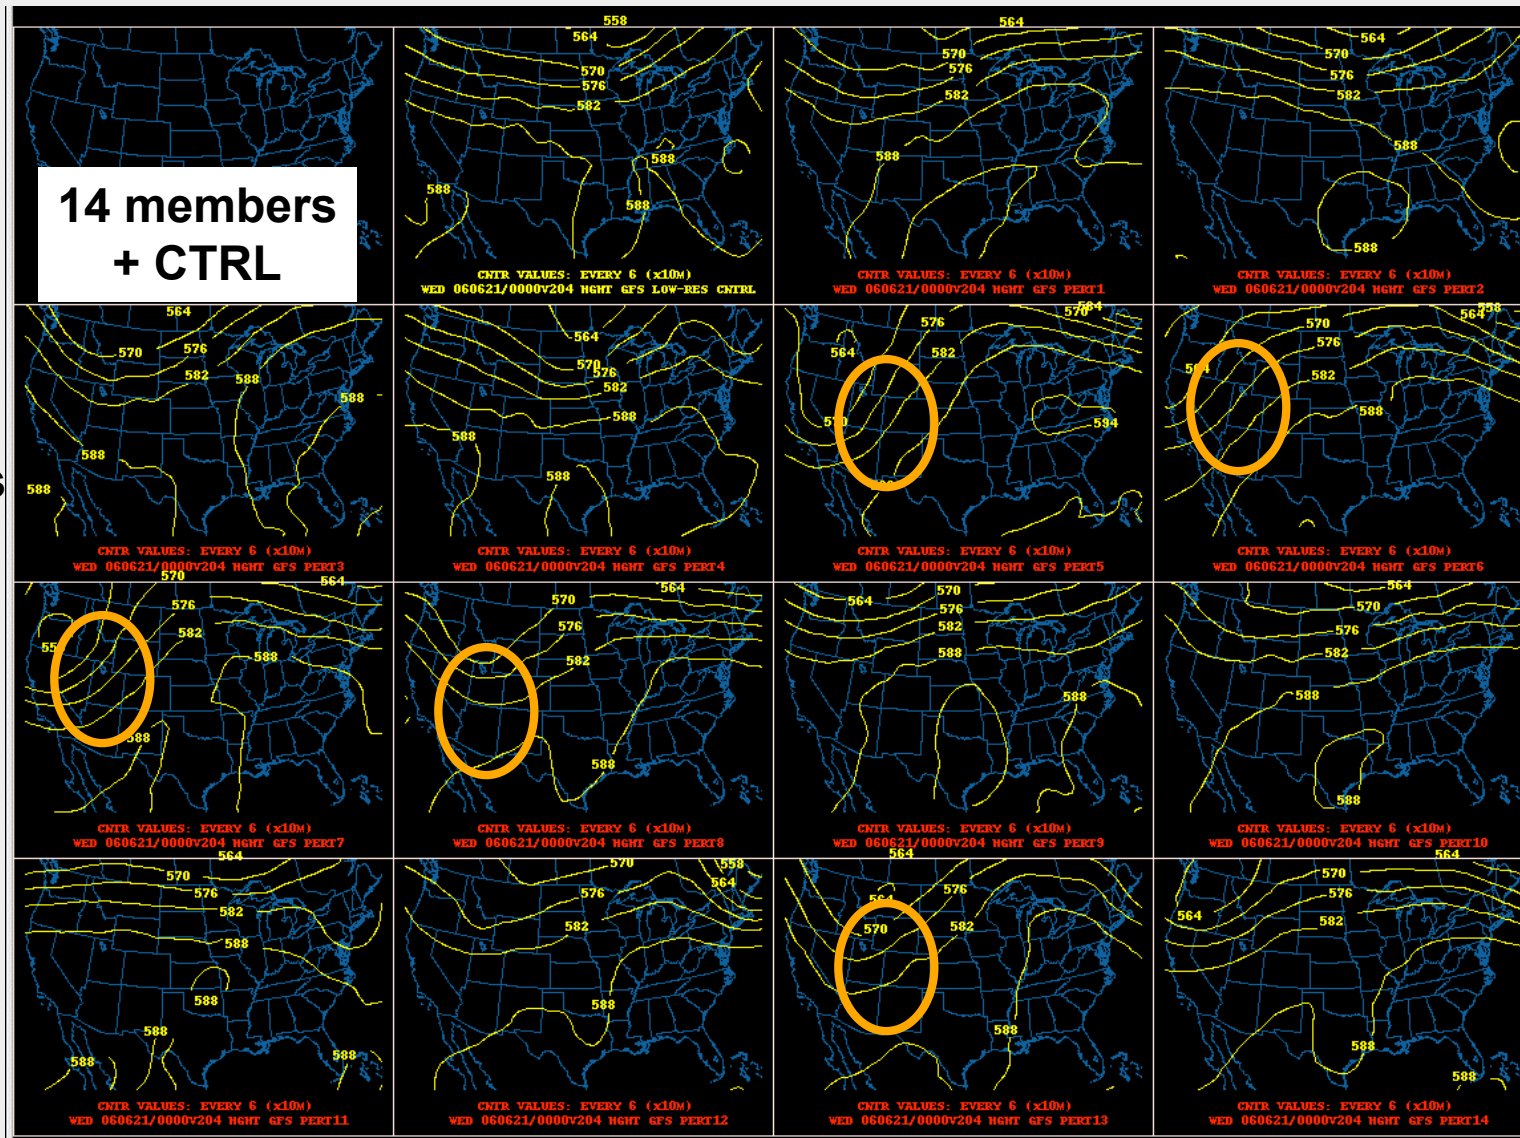 14 members
+ CTRL
558
564
570
576
582
588
588
588
CNTR VALUES: EVERY 6 (x10M)
WED 060621/0000V204 HGHT GFS LOW-RES CNTRL
564
570
576
582
588
CNTR VALUES: EVERY 6 (x10M)
WED 060621/0000V204 HGHT GFS PERT1
564
570
576
582
588
588
CNTR VALUES: EVERY 6 (x10M)
WED 060621/0000V204 HGHT GFS PERT2
s
564
570
576
582
588
588
588
588
CNTR VALUES: EVERY 6 (x10M)
WED 060621/0000V204 HGHT GFS PERT3
564
570
576
582
588
588
588
CNTR VALUES: EVERY 6 (x10M)
WED 060621/0000V204 HGHT GFS PERT4
564
570
576
564
582
570
594
CNTR VALUES: EVERY 6 (x10M)
WED 060621/0000V204 HGHT GFS PERT5
558
564
570
576
582
588
CNTR VALUES: EVERY 6 (x10M)
WED 060621/0000V204 HGHT GFS PERT6
570
564
576
582
588
588
CNTR VALUES: EVERY 6 (x10M)
WED 060621/0000V204 HGHT GFS PERT7
564
570
576
582
588
CNTR VALUES: EVERY 6 (x10M)
WED 060621/0000V204 HGHT GFS PERT8
570
564
576
582
588
588
CNTR VALUES: EVERY 6 (x10M)
WED 060621/0000V204 HGHT GFS PERT9
564
570
576
582
588
588
CNTR VALUES: EVERY 6 (x10M)
WED 060621/0000V204 HGHT GFS PERT10
564
570
576
582
588
588
588
588
588
CNTR VALUES: EVERY 6 (x10M)
WED 060621/0000V204 HGHT GFS PERT11
570
558
564
576
582
588
CNTR VALUES: EVERY 6 (x10M)
WED 060621/0000V204 HGHT GFS PERT12
564
576
564
570
582
588
CNTR VALUES: EVERY 6 (x10M)
WED 060621/0000V204 HGHT GFS PERT13
564
570
576
564
582
588
588
CNTR VALUES: EVERY 6 (x10M)
WED 060621/0000V204 HGHT GFS PERT14